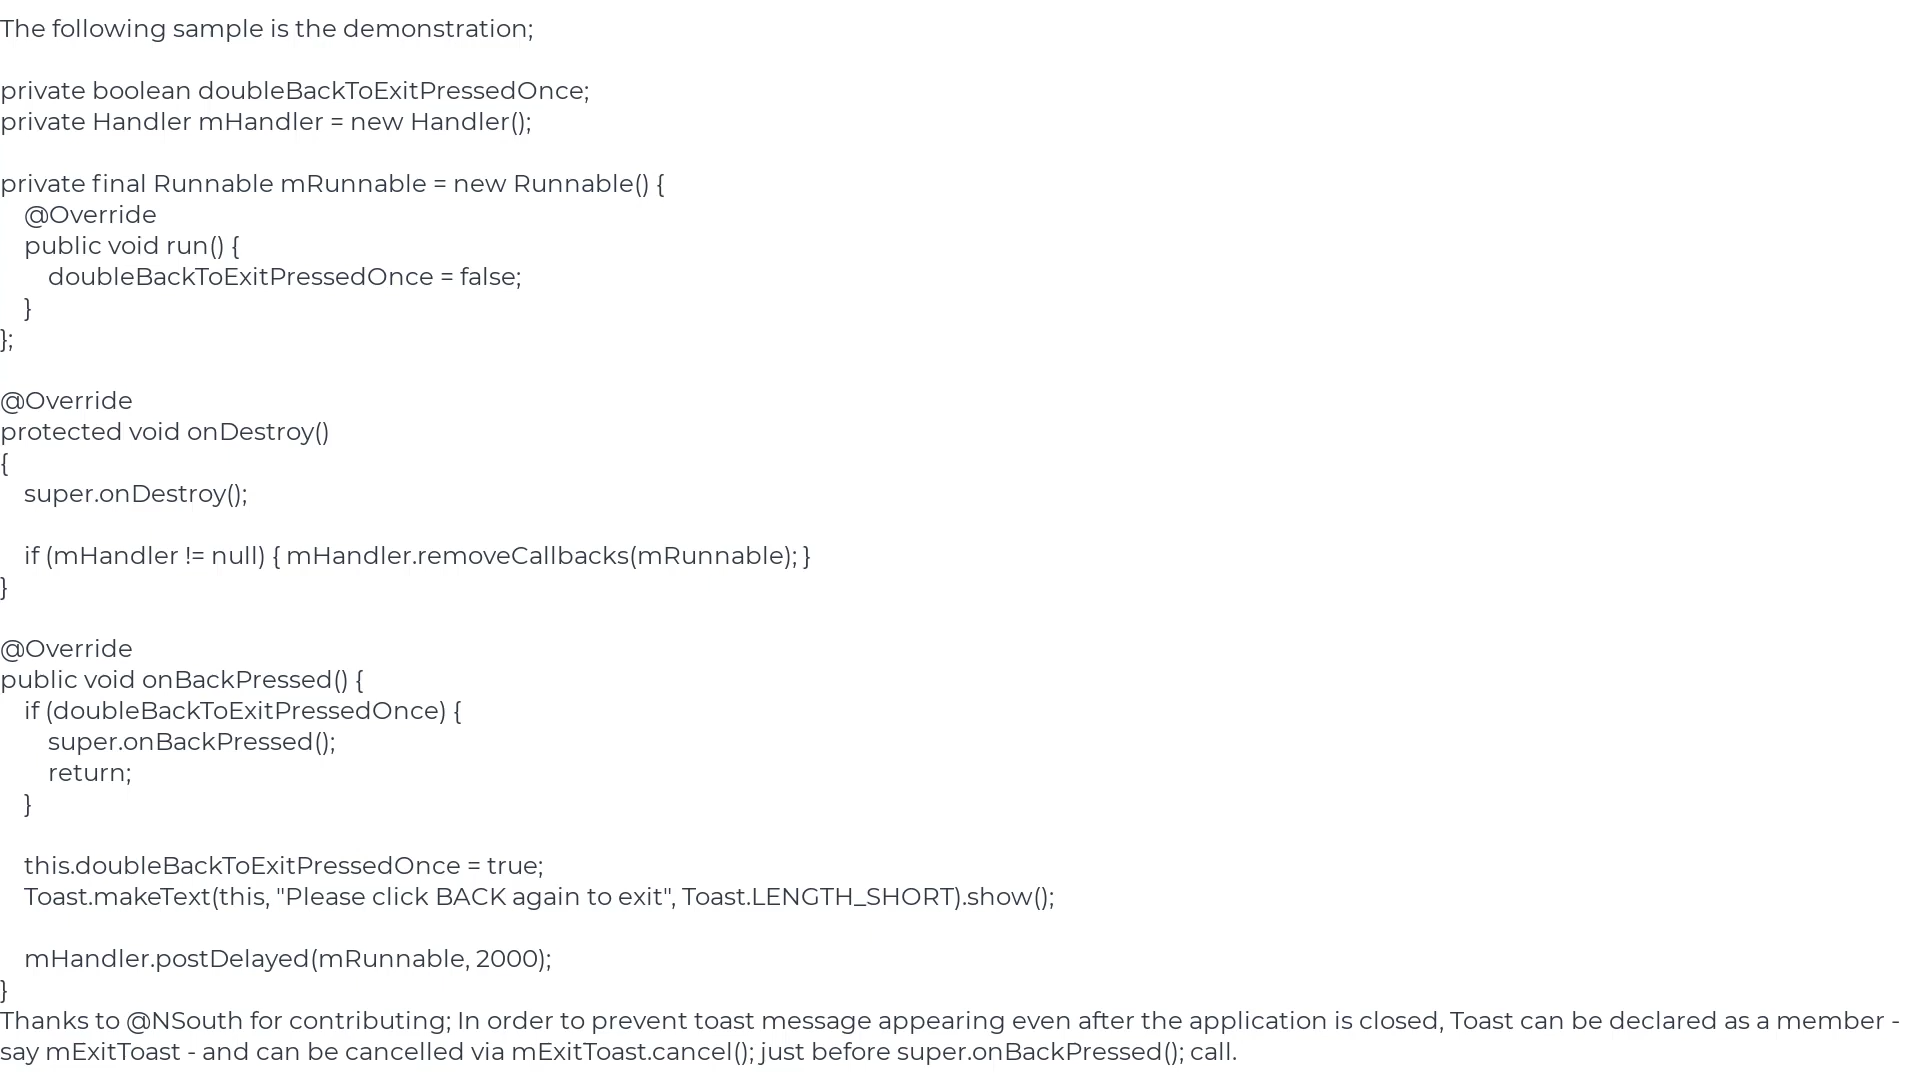 The following sample is the demonstration;

private boolean doubleBackToExitPressedOnce;
private Handler mHandler = new Handler();

private final Runnable mRunnable = new Runnable() {
    @Override
    public void run() {
        doubleBackToExitPressedOnce = false;
    }
};

@Override
protected void onDestroy()
{
    super.onDestroy();

    if (mHandler != null) { mHandler.removeCallbacks(mRunnable); }
}

@Override
public void onBackPressed() {
    if (doubleBackToExitPressedOnce) {
        super.onBackPressed();
        return;
    }

    this.doubleBackToExitPressedOnce = true;
    Toast.makeText(this, "Please click BACK again to exit", Toast.LENGTH_SHORT).show();

    mHandler.postDelayed(mRunnable, 2000);
}
Thanks to @NSouth for contributing; In order to prevent toast message appearing even after the application is closed, Toast can be declared as a member -
say mExitToast - and can be cancelled via mExitToast.cancel(); just before super.onBackPressed(); call.